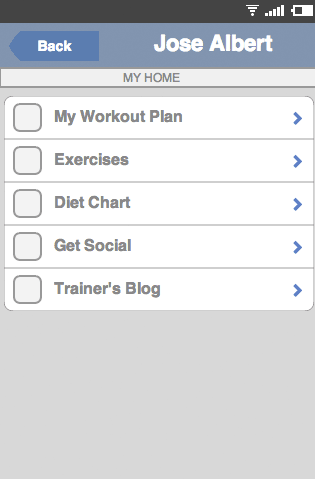 Back
Jose Albert
MY HOME
My Workout Plan
Exercises
Diet Chart
Get Social
Trainer's Blog